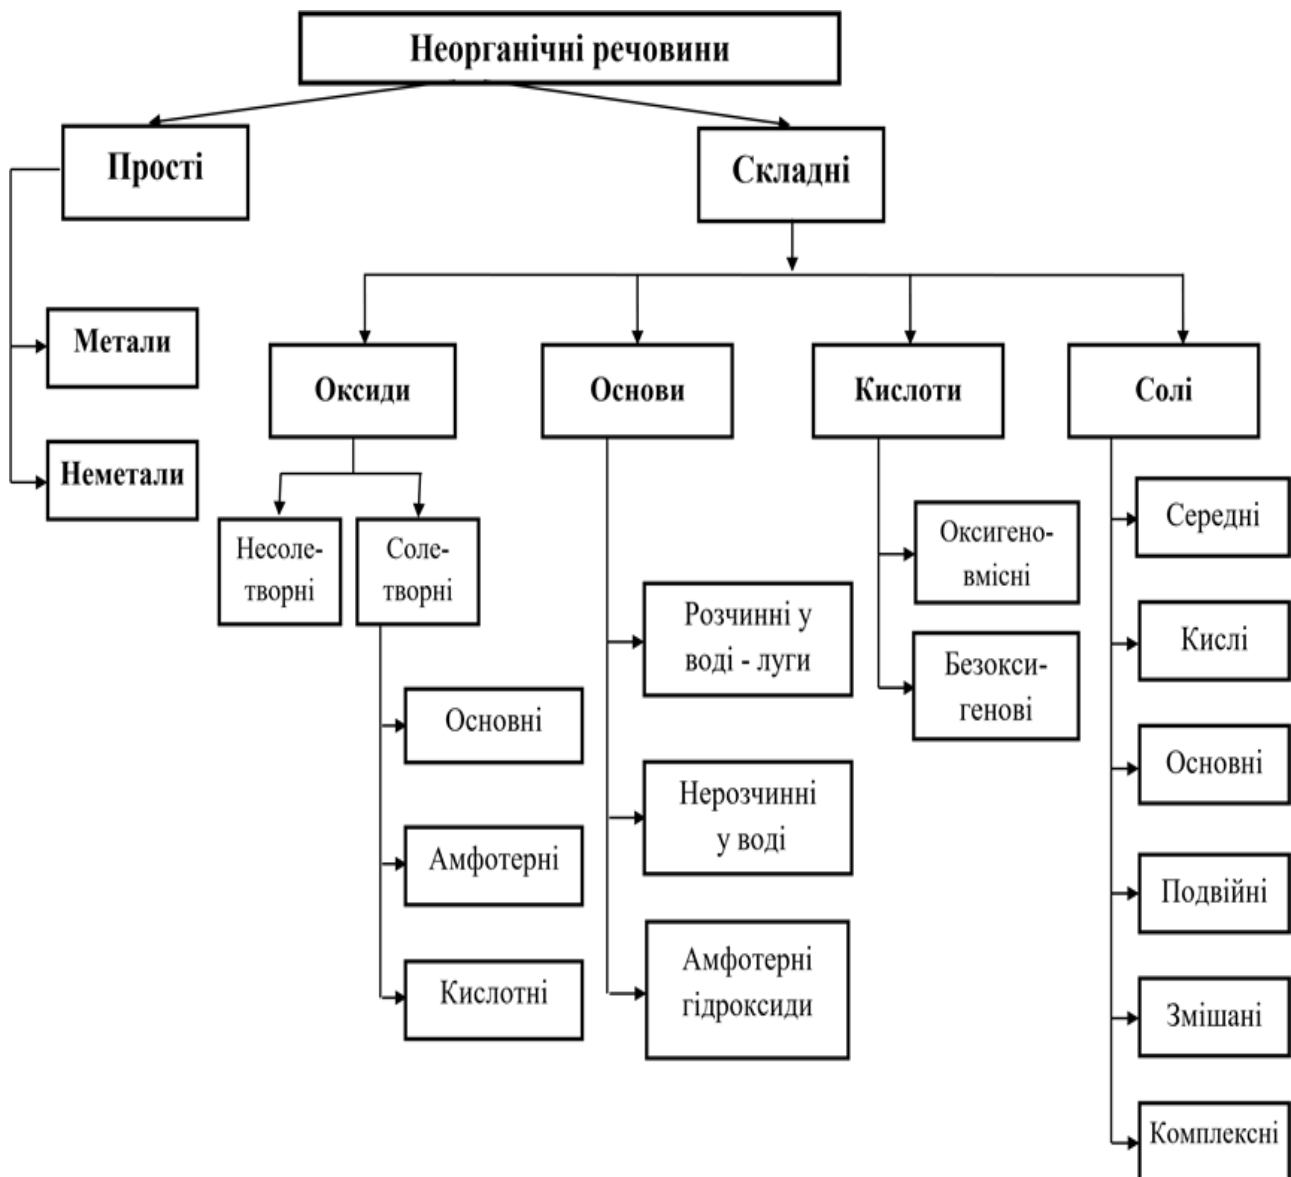 Неорганічні речовини
Прості
Складні
Метали
Неметали
Оксиди
Основи
Кислоти
Солі
Несоле-
творні
Соле-
творні
Основні
Амфотерні
Кислотні
Розчинні у
воді - луги
Нерозчинні
у воді
Амфотерні
гідроксиди
Оксигено-
вмісні
Безокси-
генові
Середні
Кислі
Основні
Подвійні
Змішані
Комплексні